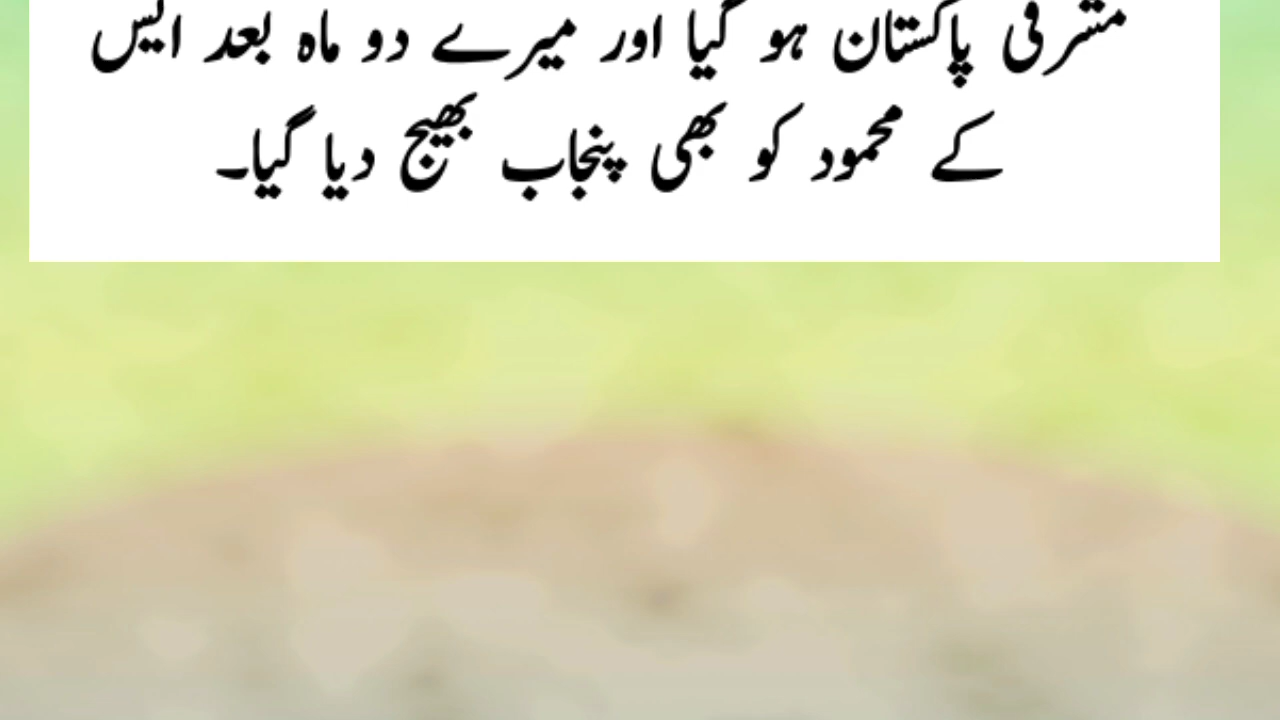 مشرقی پاکستان ہو گیا اور میرے دو ماہ بعد ایس
کے محمود کو بھی پنجاب بھیج دیا گیا۔